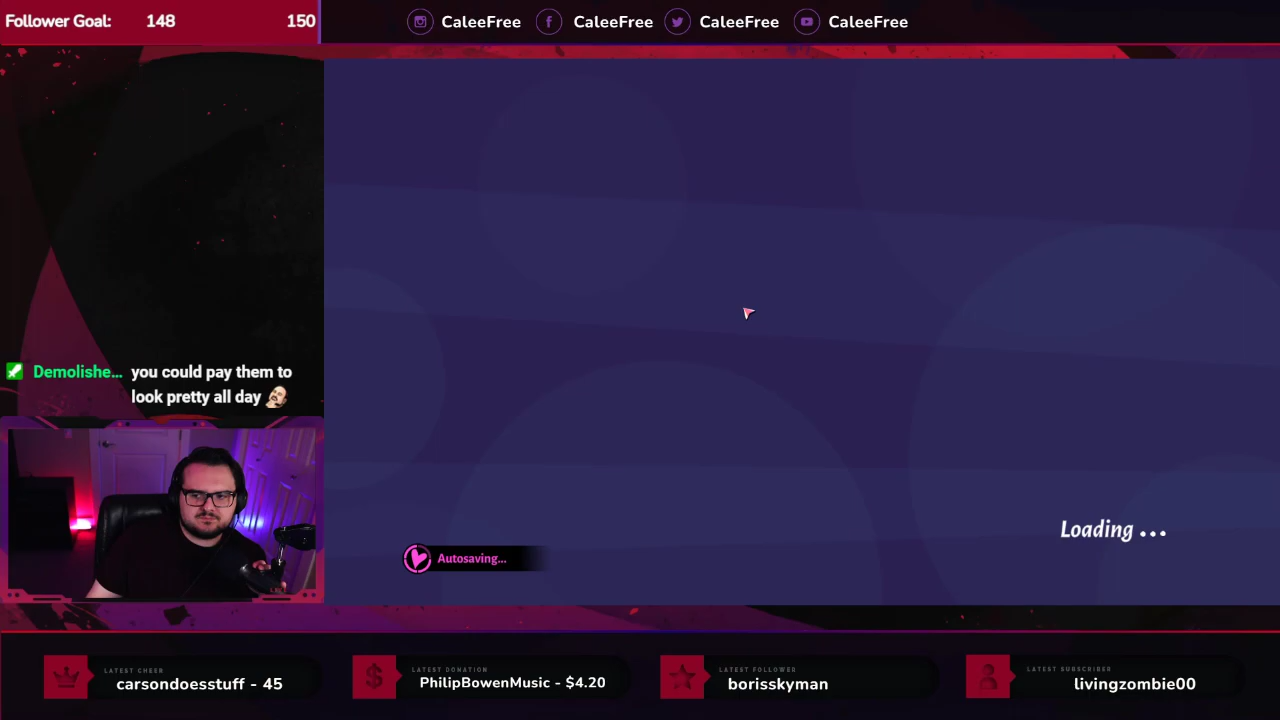 Follower Goal: 148 150
CaleeFree CaleeFree CaleeFree CaleeFree
Demolishe... you could pay them to
look pretty all day
Loading ...
Autosaving...
LATEST CHEER
carsondoesstuff - 45
LATEST DONATION
PhilipBowenMusic - $4.20
LATEST FOLLOWER
borisskyman
LATEST SUBSCRIBER
livingzombie00